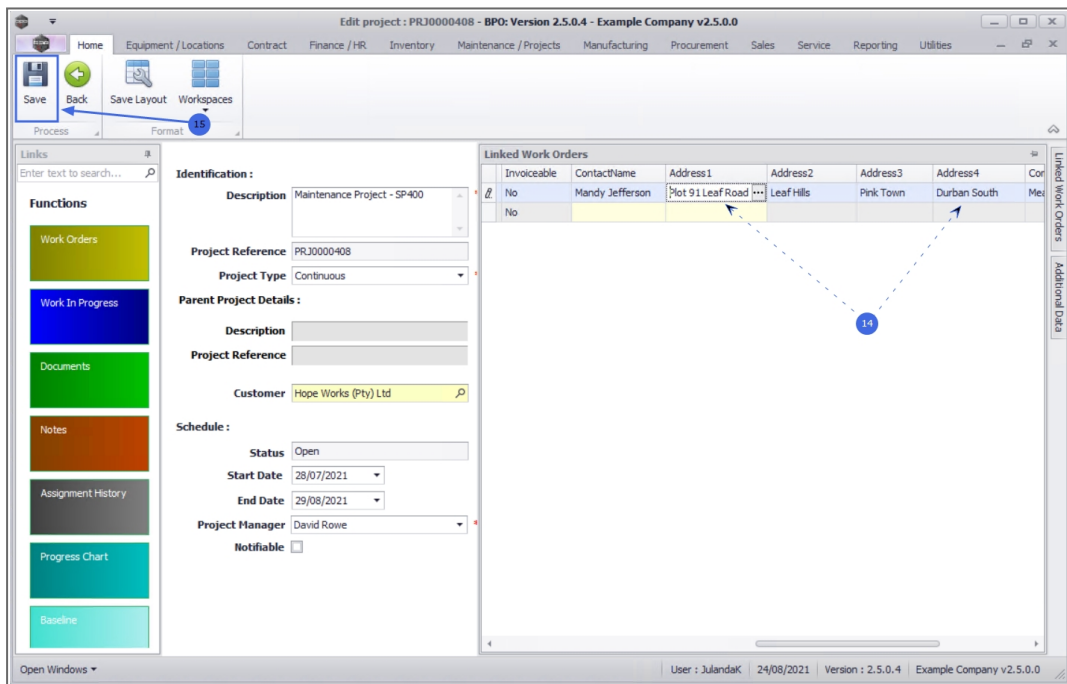 Edit project : PRJ0000408 - BPO: Version 2.5.0.4 - Example Company v2.5.0.0
Home Equipment / Locations Contract Finance / HR Inventory Maintenance / Projects Manufacturing Procurement Sales Service Reporting Utilities
Save Back Save Layout Workspaces
15
Process Format
Links
Enter text to search...
Functions
Work Orders
Work In Progress
Documents
Notes
Assignment History
Progress Chart
Baseline
Identification :
Description Maintenance Project - SP400 *
Project Reference PRJ0000408
Project Type Continuous *
Parent Project Details :
Description
Project Reference
Customer Hope Works (Pty) Ltd
Schedule :
Status Open
Start Date 28/07/2021
End Date 29/08/2021
Project Manager David Rowe *
Notifiable
Linked Work Orders
Invoiceable ContactName Address1 Address2 Address3 Address4 Cor
No Mandy Jefferson Plot 91 Leaf Road ... Leaf Hills Pink Town Durban South Mea
No
14
Linked Work Orders
Additional Data
Open Windows
User : JulandaK 24/08/2021 Version : 2.5.0.4 Example Company v2.5.0.0